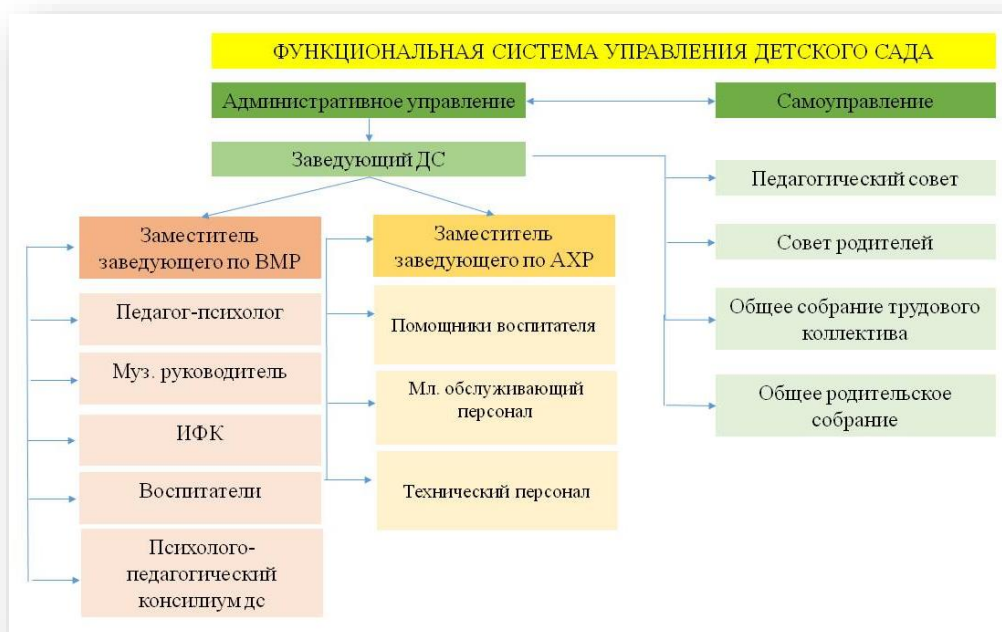 ФУНКЦИОНАЛЬНАЯ СИСТЕМА УПРАВЛЕНИЯ ДЕТСКОГО САДА
Административное управление
Самоуправление
Заведующий ДС
Педагогический совет
Совет родителей
Общее собрание трудового
коллектива
Общее родительское
собрание
Заместитель
заведующего по ВМР
Педагог-психолог
Муз. руководитель
ИФК
Воспитатели
Психолого-
педагогический
консилиум дс
Заместитель
заведующего по АХР
Помощники воспитателя
Мл. обслуживающий
персонал
Технический персонал